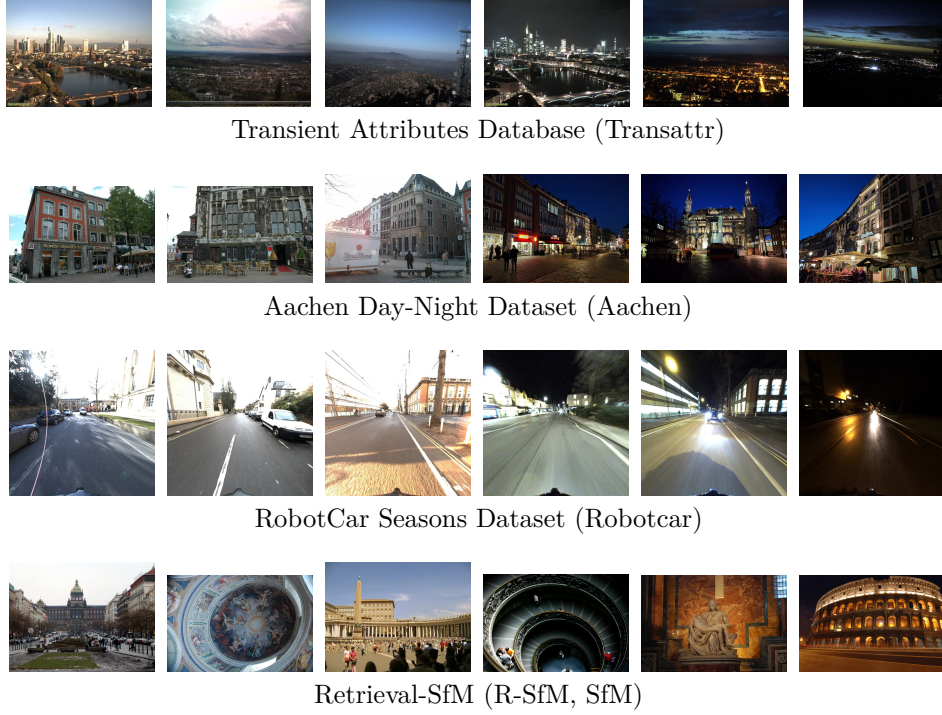 Transient Attributes Database (Transattr)
Aachen Day-Night Dataset (Aachen)
RobotCar Seasons Dataset (Robotcar)
Retrieval-SfM (R-SfM, SfM)